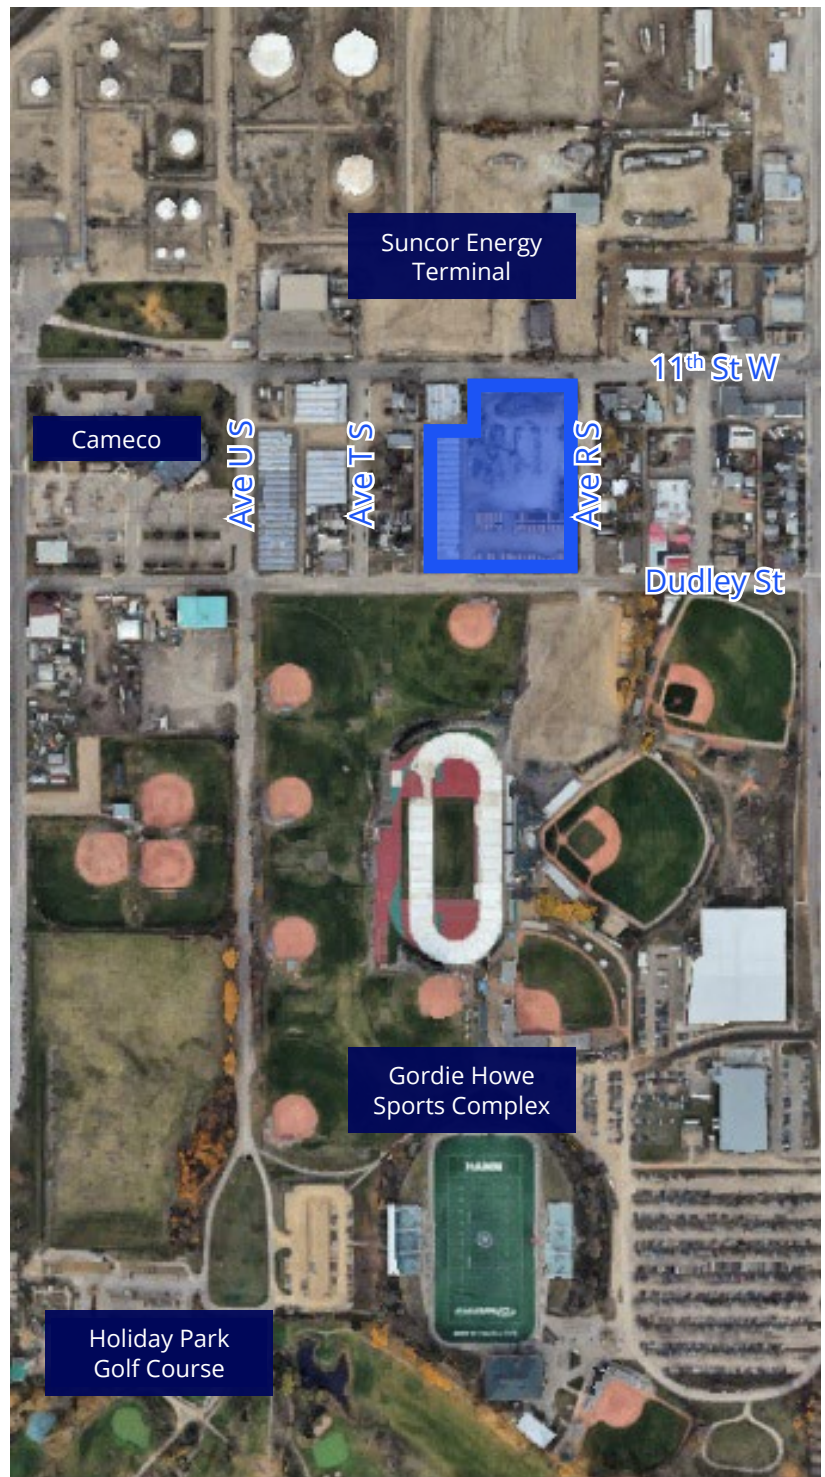 Suncor Energy
Terminal
11th St W
Cameco
Ave U S
Ave T S
Ave R S
Dudley St
Gordie Howe
Sports Complex
HAMM
Holiday Park
Golf Course